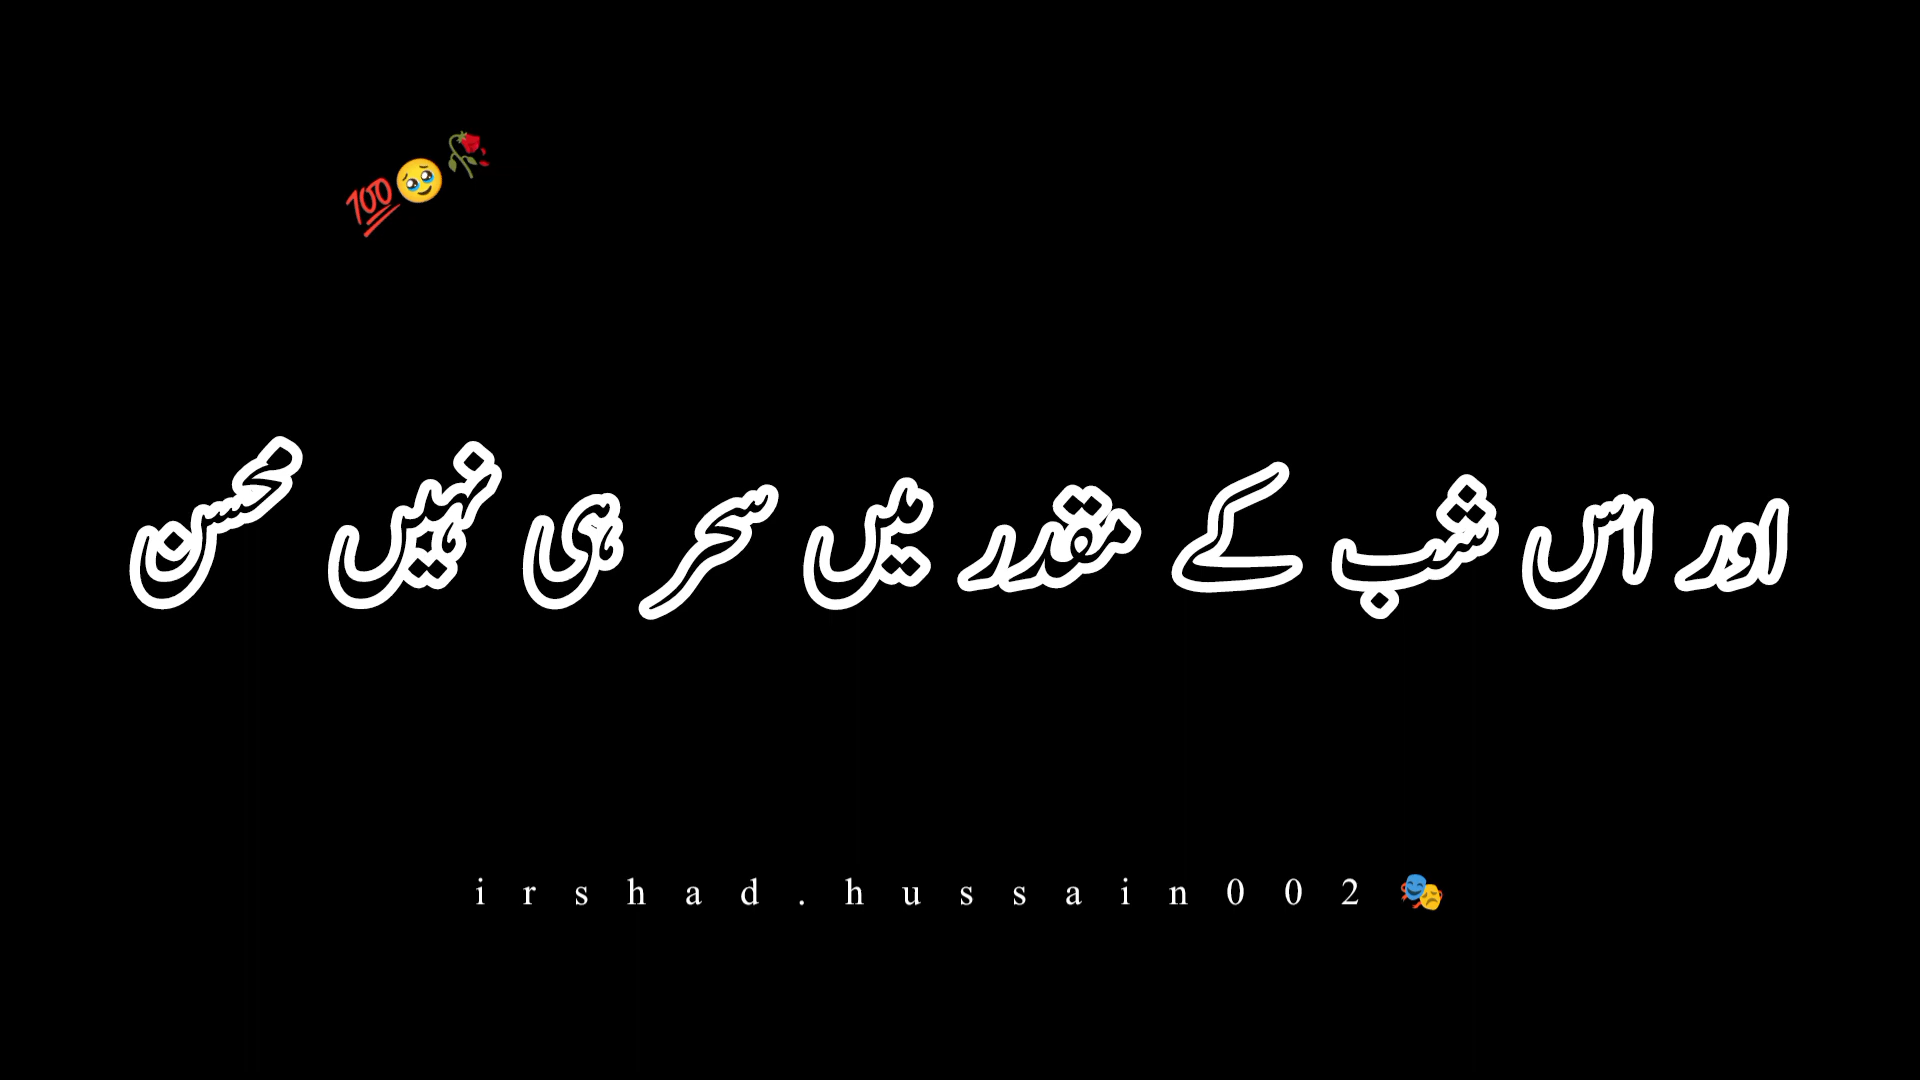 💯🥹🥀
اور اس شب کے مقدر میں سحر ہی نہیں محسن
irshad.hussain002 🎭